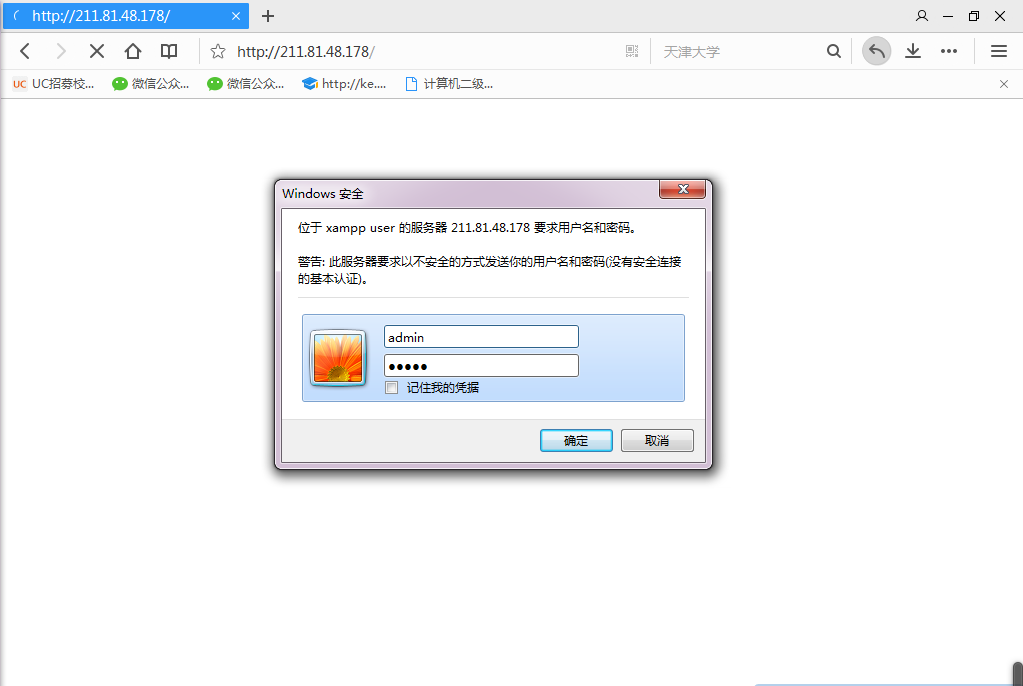 http://211.81.48.178/
http://211.81.48.178/ 天津大学
UC UC招募校... 微信公众... 微信公众... http://ke.... 计算机二级...
Windows 安全
位于 xampp user 的服务器 211.81.48.178 要求用户名和密码。
警告: 此服务器要求以不安全的方式发送你的用户名和密码(没有安全连接
的基本认证)。
admin
●●●●●
记住我的凭据
确定 取消